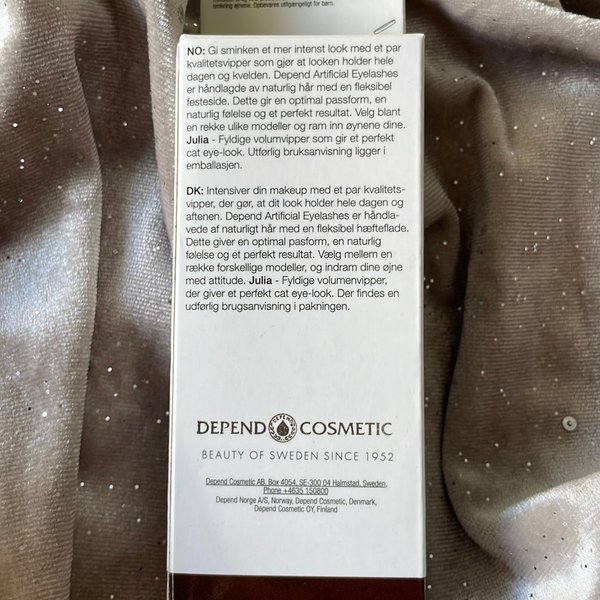 omkring øjnene. Opbevares utilgængeligt for børn.
NO: Gi sminken et mer intenst look med et par
kvalitetsvipper som gjør at looken holder hele
dagen og kvelden. Depend Artificial Eyelashes
er håndlagde av naturlig hår med en fleksibel
festeside. Dette gir en optimal passform, en
naturlig følelse og et perfekt resultat. Velg blant
en rekke ulike modeller og ram inn øynene dine.
Julia - Fyldige volumvipper som gir et perfekt
cat eye-look. Utførlig bruksanvisning ligger i
emballasjen.
DK: Intensiver din makeup med et par kvalitets-
vipper, der gør, at dit look holder hele dagen og
aftenen. Depend Artificial Eyelashes er håndla-
vede af naturligt hår med en fleksibel hæfteflade.
Dette giver en optimal pasform, en naturlig
følelse og et perfekt resultat. Vælg mellem en
række forskellige modeller, og indram dine øjne
med attitude. Julia - Fyldige volumenvipper,
der giver et perfekt cat eye-look. Der findes en
udførlig brugsanvisning i pakningen.
DEPEND COSMETIC
BEAUTY OF SWEDEN SINCE 1952
Depend Cosmetic AB, Box 4054, SE-300 04 Halmstad, Sweden,
Phone +4635 150800
Depend Norge A/S, Norway, Depend Cosmetic, Denmark,
Depend Cosmetic OY, Finland